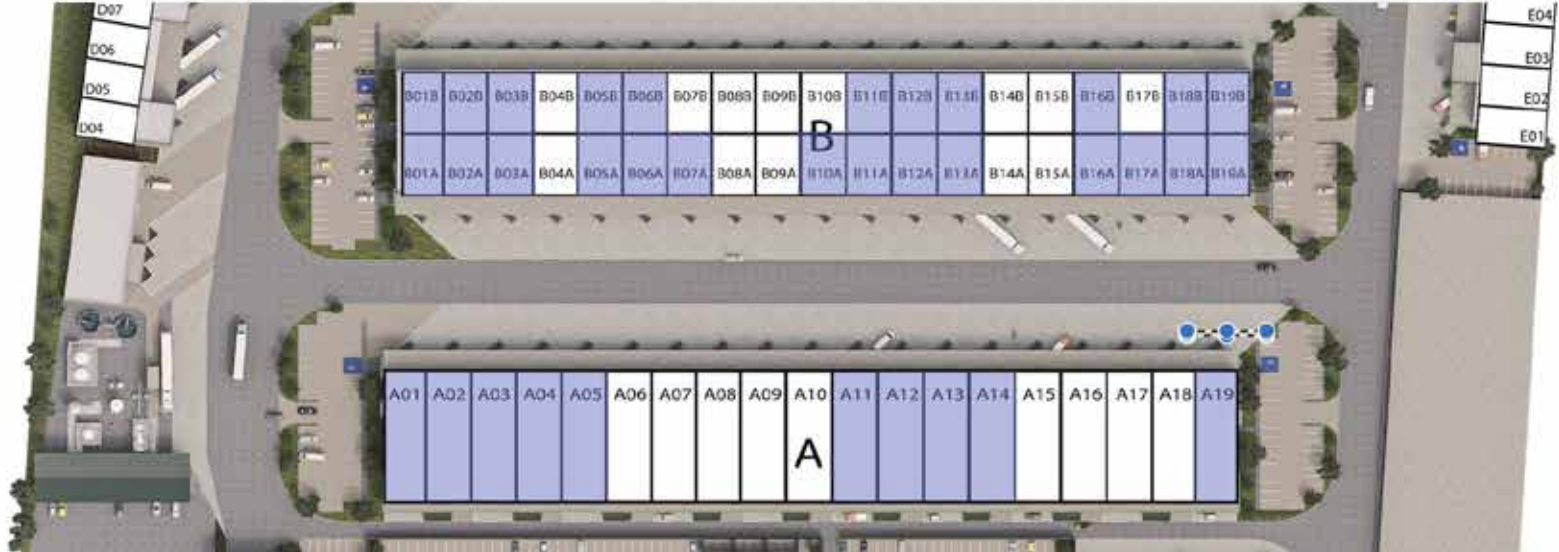 D07
D06
D05
D04
E04
E03
E02
E01
B01B B02B B03B B04B B05B B06B B07B B08B B09B B10B B11B B12B B13B B14B B15B B16B B17B B18B B19B
B
B01A B02A B03A B04A B05A B06A B07A B08A B09A B10A B11A B12A B13A B14A B15A B16A B17A B18A B19A
A01 A02 A03 A04 A05 A06 A07 A08 A09 A10 A11 A12 A13 A14 A15 A16 A17 A18 A19
A